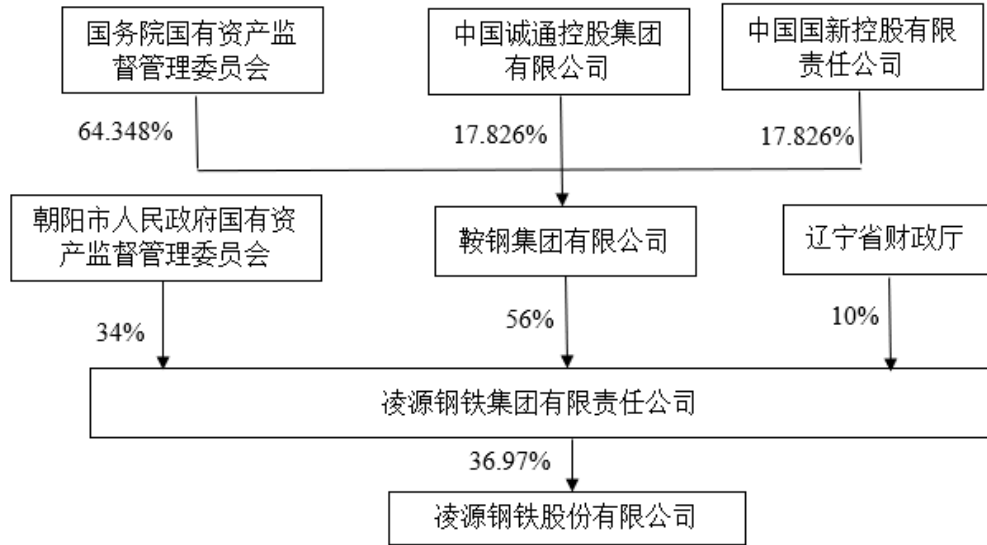 国务院国有资产监
督管理委员会
中国诚通控股集团
有限公司
中国国新控股有限
责任公司
64.348%
17.826%
17.826%
朝阳市人民政府国有资
产监督管理委员会
鞍钢集团有限公司
辽宁省财政厅
34%
56%
10%
凌源钢铁集团有限责任公司
36.97%
凌源钢铁股份有限公司